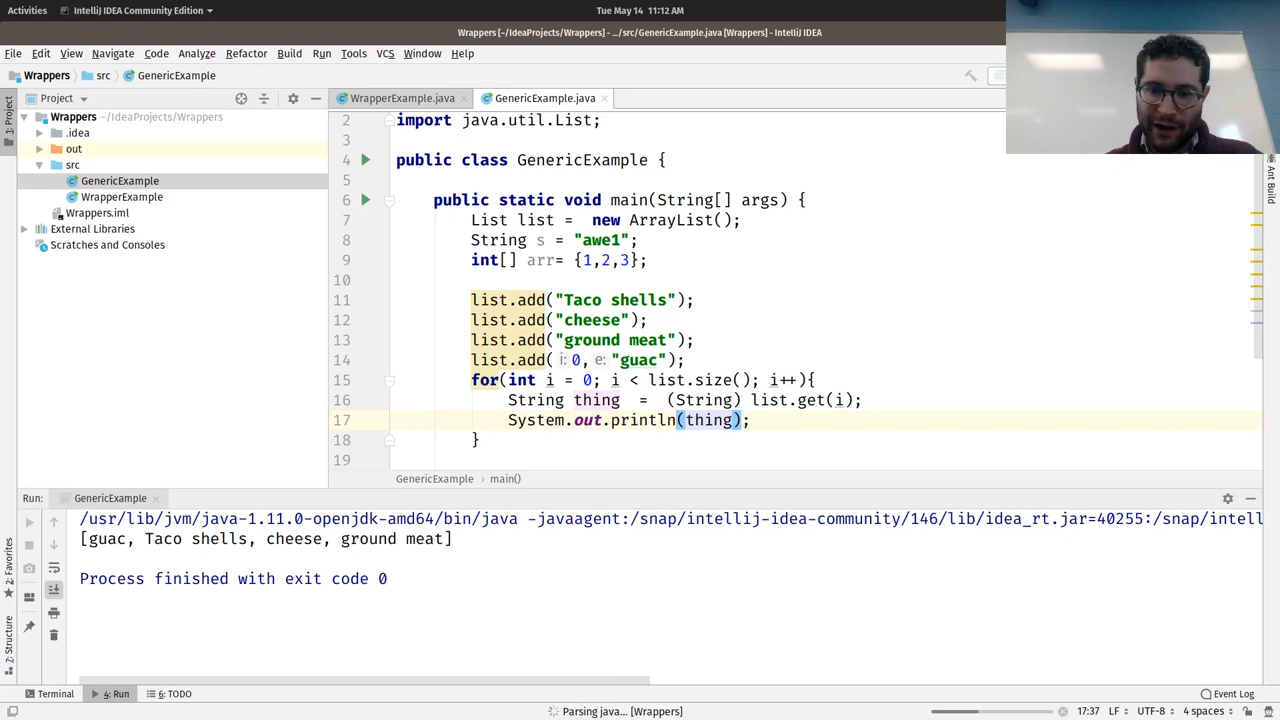 Activities
IntelliJ IDEA Community Edition
Tue May 14 11:12 AM
Wrappers [~/IdeaProjects/Wrappers] - .../src/GenericExample.java [Wrappers] - IntelliJ IDEA
File Edit View Navigate Code Analyze Refactor Build Run Tools VCS Window Help
Wrappers src GenericExample
Project WrapperExample.java GenericExample.java
1: Project
Wrappers ~/IdeaProjects/Wrappers
.idea
out
src
GenericExample
WrapperExample
Wrappers.iml
External Libraries
Scratches and Consoles
2 import java.util.List;
3
4 public class GenericExample {
5
6 public static void main(String[] args) {
7 List list =  new ArrayList();
8 String s = "awe1";
9 int[] arr= {1,2,3};
10
11 list.add("Taco shells");
12 list.add("cheese");
13 list.add("ground meat");
14 list.add( i: 0, e: "guac");
15 for(int i = 0; i < list.size(); i++){
16 String thing  =  (String) list.get(i);
17 System.out.println(thing);
18 }
19
GenericExample › main()
Ant Build
Run: GenericExample
/usr/lib/jvm/java-1.11.0-openjdk-amd64/bin/java -javaagent:/snap/intellij-idea-community/146/lib/idea_rt.jar=40255:/snap/intell
[guac, Taco shells, cheese, ground meat]
Process finished with exit code 0
2: Favorites
7: Structure
Terminal 4: Run 6: TODO Event Log
Parsing java... [Wrappers] 17:37 LF UTF-8 4 spaces